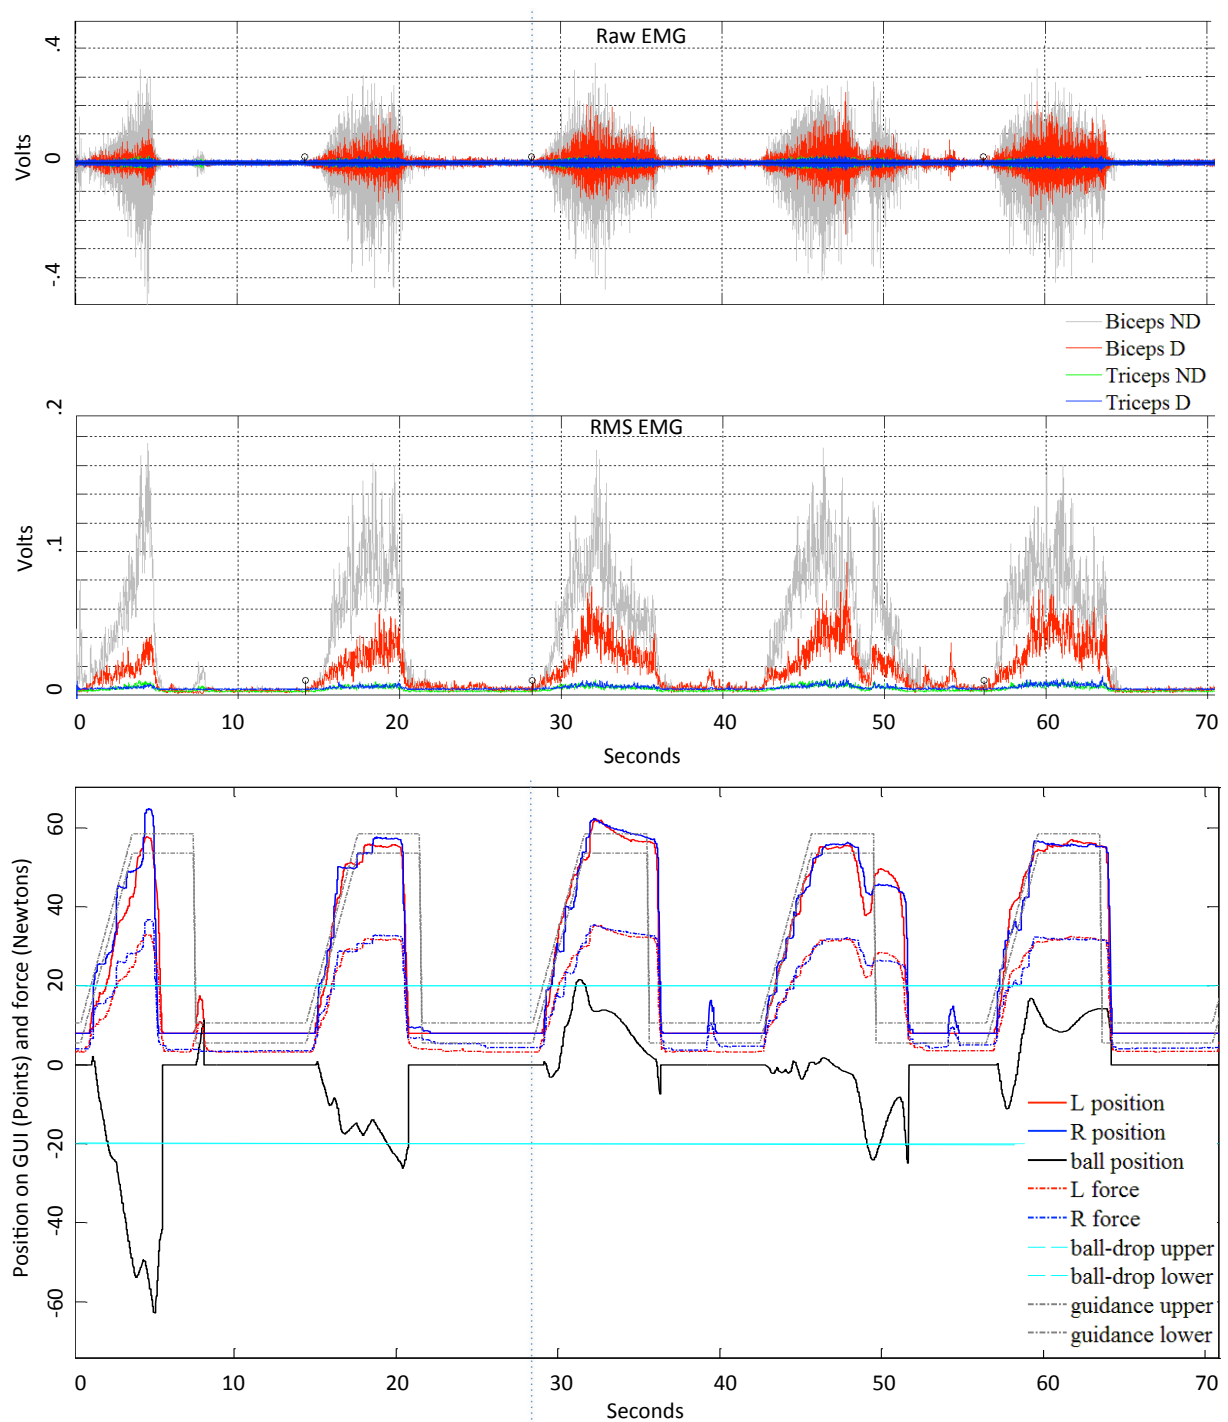 Raw EMG
.4
0
-.4
Volts
Biceps ND
Biceps D
Triceps ND
Triceps D
RMS EMG
.2
.1
0
Volts
0 10 20 30 40 50 60 70
Seconds
60
40
20
0
-20
-40
-60
Position on GUI (Points) and force (Newtons)
L position
R position
ball position
L force
R force
ball-drop upper
ball-drop lower
guidance upper
guidance lower
0 10 20 30 40 50 60 70
Seconds